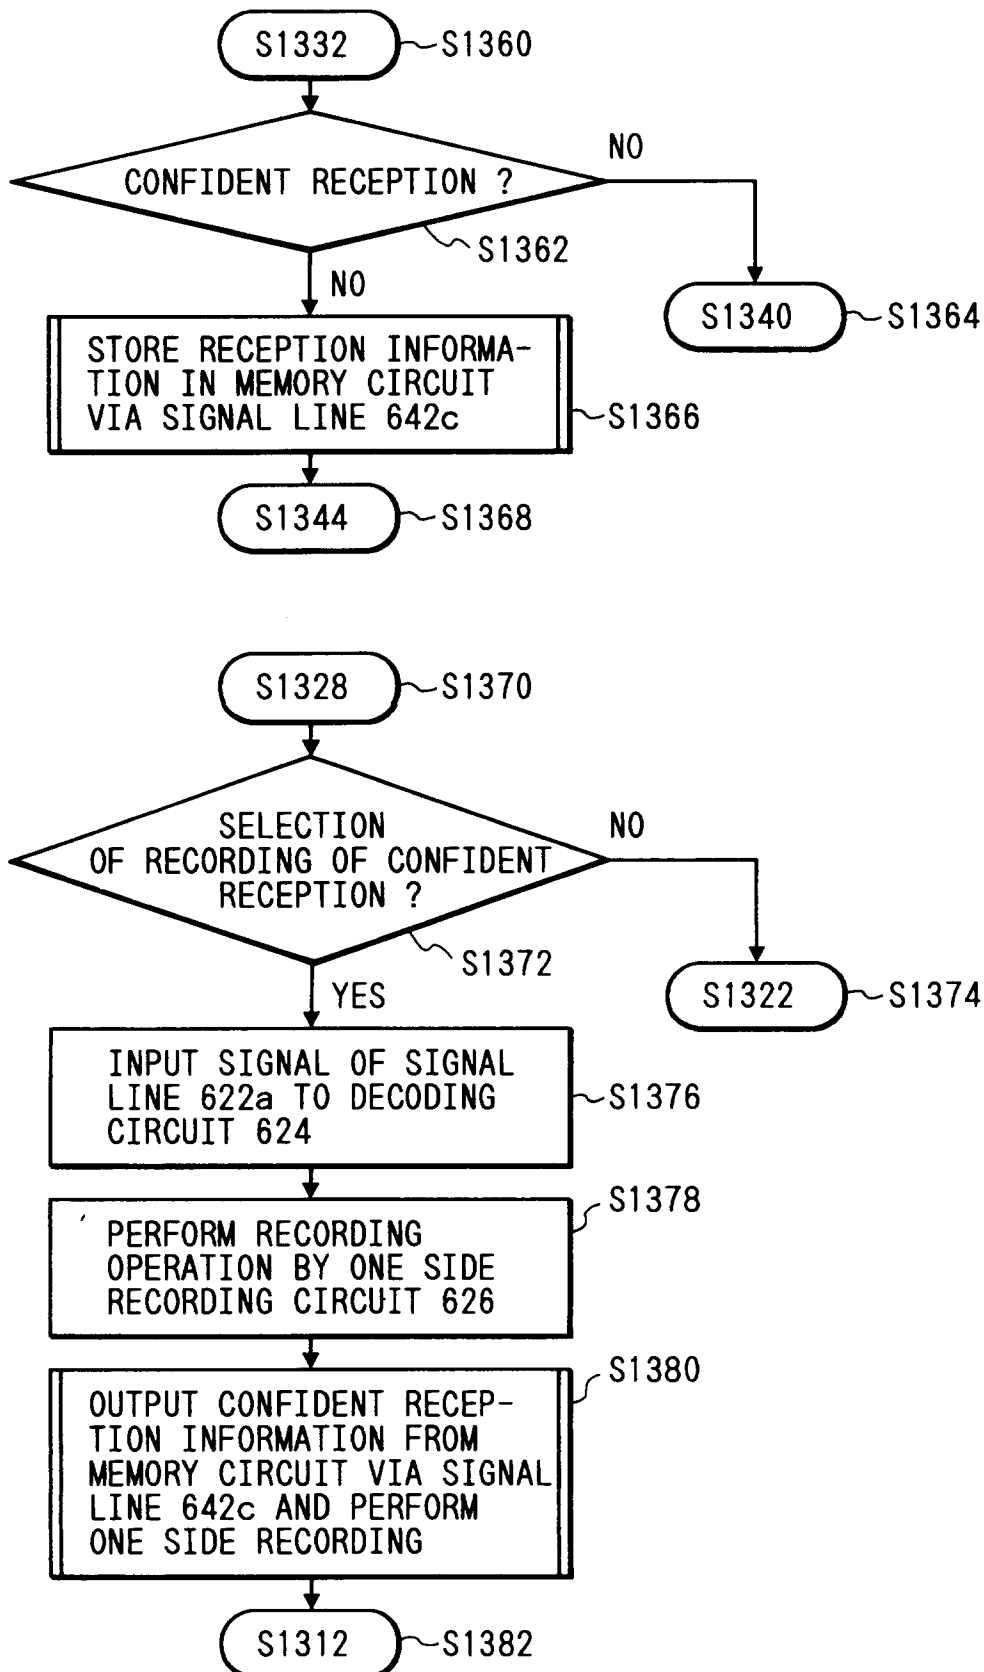 S1332 S1360
CONFIDENT RECEPTION ?
NO
S1362
NO
S1340 S1364
STORE RECEPTION INFORMA-
TION IN MEMORY CIRCUIT
VIA SIGNAL LINE 642c
S1366
S1344 S1368
S1328 S1370
SELECTION
OF RECORDING OF CONFIDENT
RECEPTION ?
NO
S1372
YES
S1322 S1374
INPUT SIGNAL OF SIGNAL
LINE 622a TO DECODING
CIRCUIT 624
S1376
S1378
PERFORM RECORDING
OPERATION BY ONE SIDE
RECORDING CIRCUIT 626
S1380
OUTPUT CONFIDENT RECEP-
TION INFORMATION FROM
MEMORY CIRCUIT VIA SIGNAL
LINE 642c AND PERFORM
ONE SIDE RECORDING
S1312 S1382